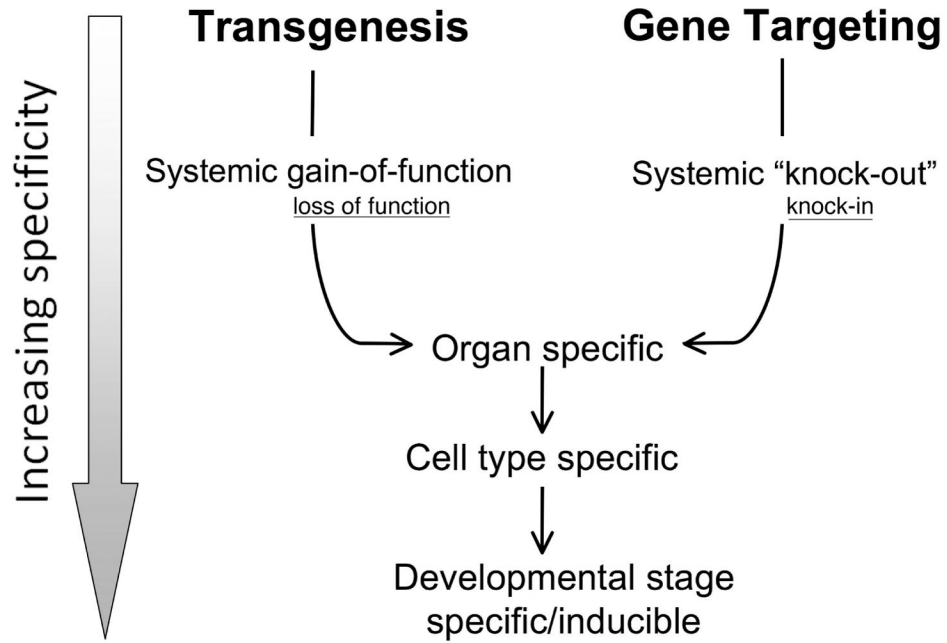 Transgenesis
Gene Targeting
Increasing specificity
Systemic gain-of-function
loss of function
Systemic “knock-out”
knock-in
Organ specific
Cell type specific
Developmental stage
specific/inducible